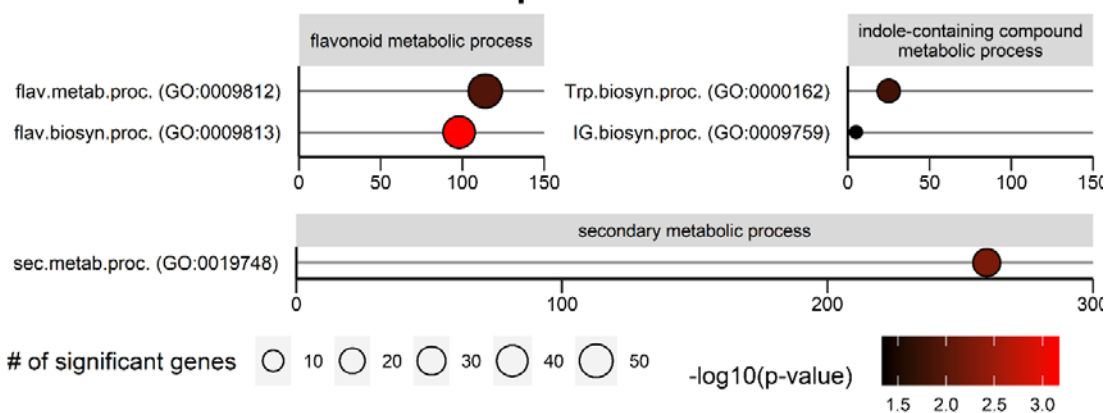 flavonoid metabolic process
flav.metab.proc. (GO:0009812)
flav.biosyn.proc. (GO:0009813)
0 50 100 150
indole-containing compound
metabolic process
Trp.biosyn.proc. (GO:0000162)
IG.biosyn.proc. (GO:0009759)
0 50 100 150
secondary metabolic process
sec.metab.proc. (GO:0019748)
0 100 200 300
# of significant genes 10 20 30 40 50
-log10(p-value)
1.5 2.0 2.5 3.0